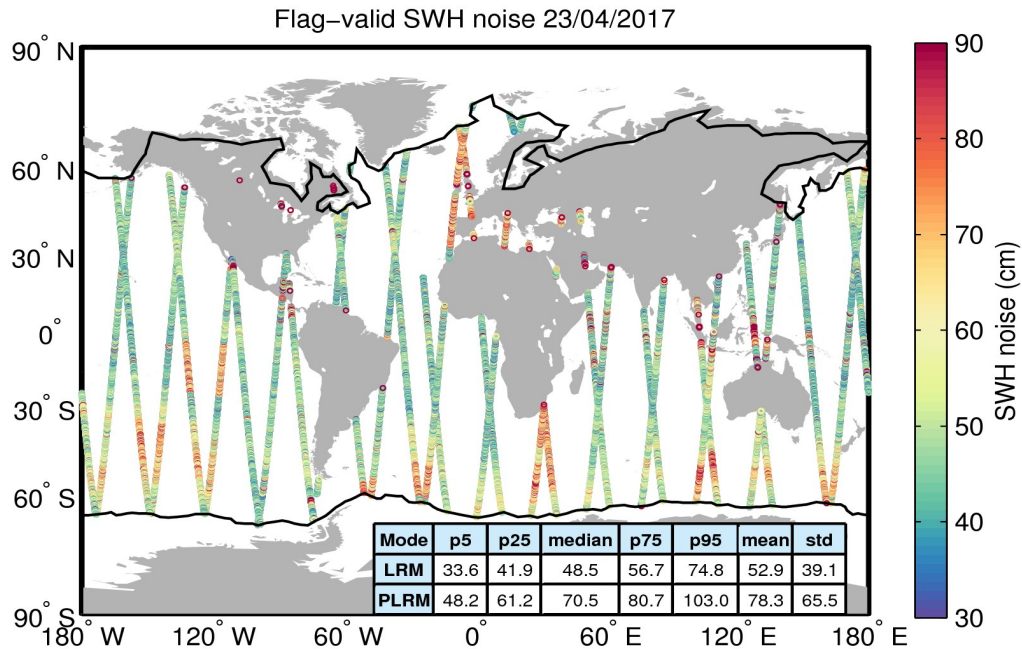 Flag−valid SWH noise 23/04/2017
90° N
60° N
30° N
0°
30° S
60° S
90° S
180° W
120° W
60° W
0°
60° E
120° E
180° E
Mode p5 p25 median p75 p95 mean std
LRM 33.6 41.9 48.5 56.7 74.8 52.9 39.1
PLRM 48.2 61.2 70.5 80.7 103.0 78.3 65.5
90
80
70
60
50
40
30
SWH noise (cm)